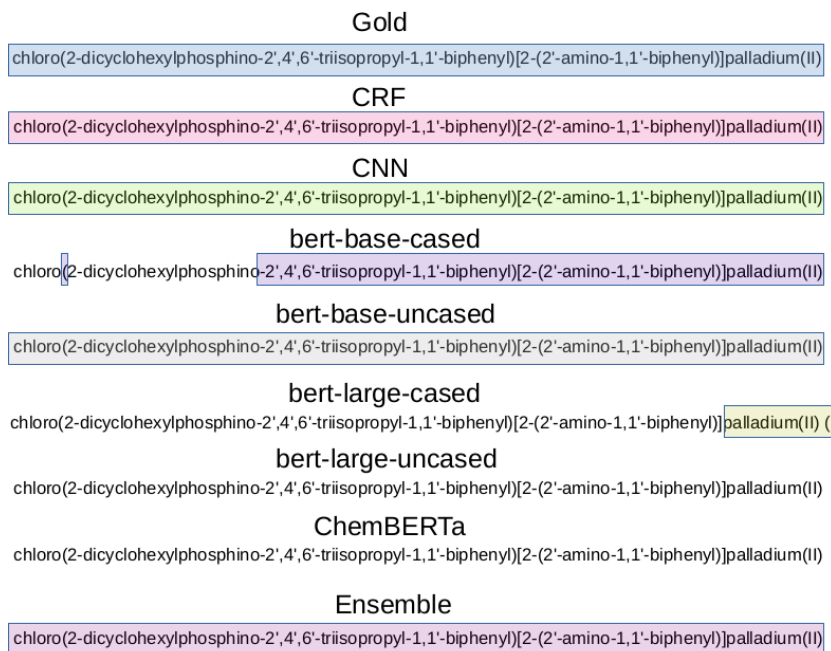 Gold
chloro(2-dicyclohexylphosphino-2',4',6'-triisopropyl-1,1'-biphenyl)[2-(2'-amino-1,1'-biphenyl)]palladium(II)
CRF
chloro(2-dicyclohexylphosphino-2',4',6'-triisopropyl-1,1'-biphenyl)[2-(2'-amino-1,1'-biphenyl)]palladium(II)
CNN
chloro(2-dicyclohexylphosphino-2',4',6'-triisopropyl-1,1'-biphenyl)[2-(2'-amino-1,1'-biphenyl)]palladium(II)
bert-base-cased
chloro(2-dicyclohexylphosphino-2',4',6'-triisopropyl-1,1'-biphenyl)[2-(2'-amino-1,1'-biphenyl)]palladium(II)
bert-base-uncased
chloro(2-dicyclohexylphosphino-2',4',6'-triisopropyl-1,1'-biphenyl)[2-(2'-amino-1,1'-biphenyl)]palladium(II)
bert-large-cased
chloro(2-dicyclohexylphosphino-2',4',6'-triisopropyl-1,1'-biphenyl)[2-(2'-amino-1,1'-biphenyl)]palladium(II) (
bert-large-uncased
chloro(2-dicyclohexylphosphino-2',4',6'-triisopropyl-1,1'-biphenyl)[2-(2'-amino-1,1'-biphenyl)]palladium(II)
ChemBERTa
chloro(2-dicyclohexylphosphino-2',4',6'-triisopropyl-1,1'-biphenyl)[2-(2'-amino-1,1'-biphenyl)]palladium(II)
Ensemble
chloro(2-dicyclohexylphosphino-2',4',6'-triisopropyl-1,1'-biphenyl)[2-(2'-amino-1,1'-biphenyl)]palladium(II)